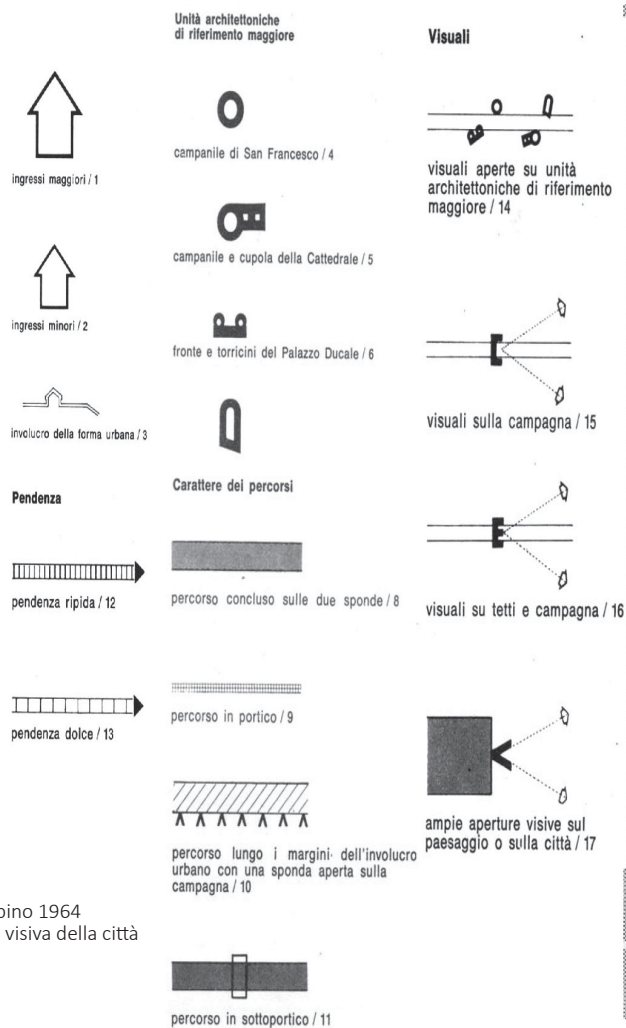 ingressi maggiori / 1
ingressi minori / 2
involucro della forma urbana / 3
Pendenza
pendenza ripida / 12
pendenza dolce / 13
Unità architettoniche
di riferimento maggiore
campanile di San Francesco / 4
campanile e cupola della Cattedrale / 5
fronte e torricini del Palazzo Ducale / 6
Carattere dei percorsi
percorso concluso sulle due sponde / 8
percorso in portico / 9
percorso lungo i margini dell'involucro
urbano con una sponda aperta sulla
campagna / 10
percorso in sottoportico / 11
Visuali
visuali aperte su unità
architettoniche di riferimento
maggiore / 14
visuali sulla campagna / 15
visuali su tetti e campagna / 16
ampie aperture visive sul
paesaggio o sulla città / 17
bino 1964
visiva della città